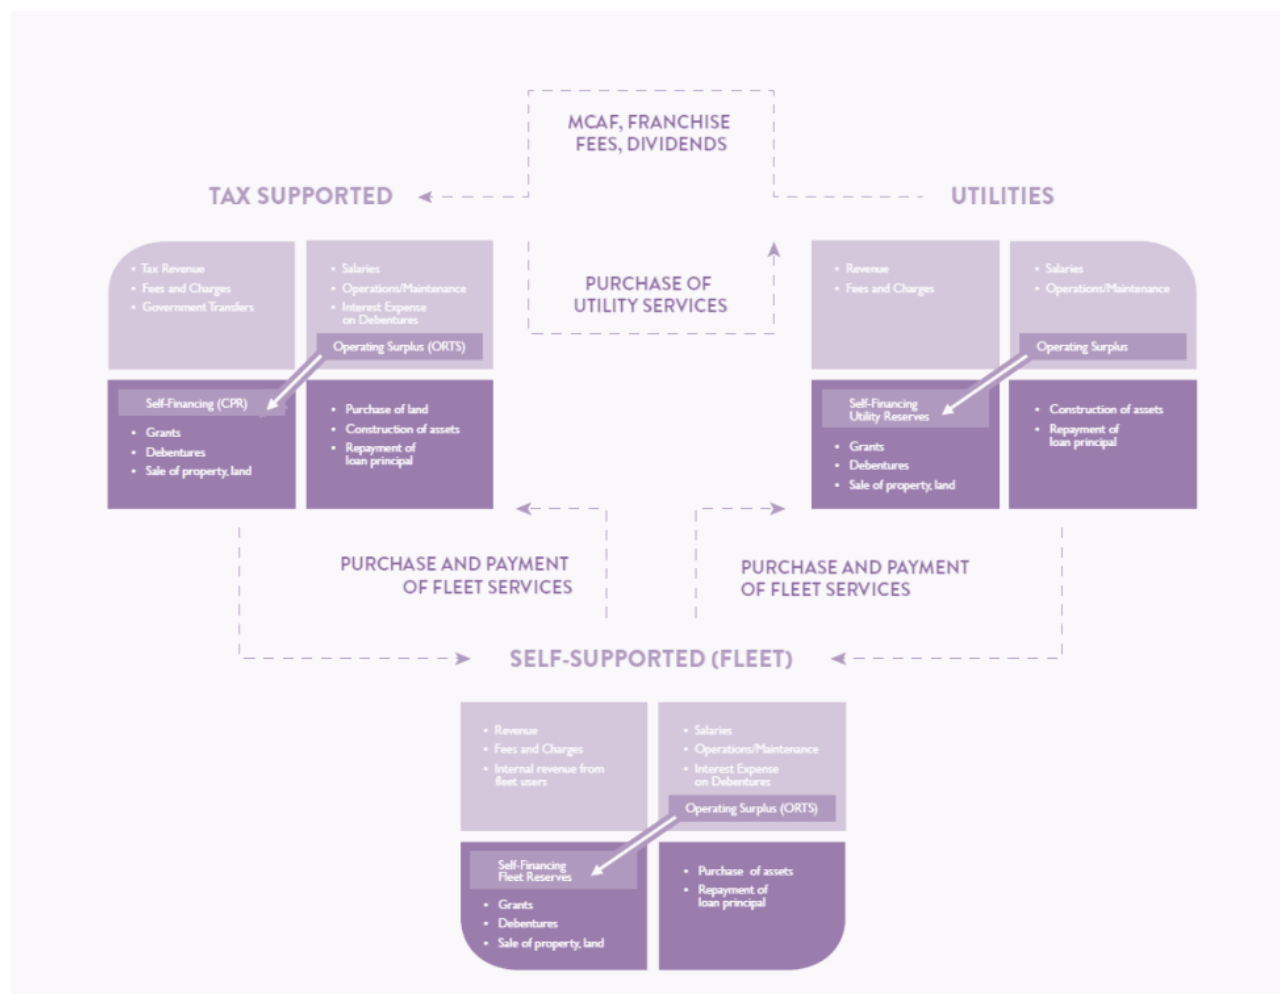 MCAF, FRANCHISE
FEES, DIVIDENDS
TAX SUPPORTED
UTILITIES
• Tax Revenue
• Fees and Charges
• Government Transfers
• Salaries
• Operations/Maintenance
• Interest Expense
on Debentures
Operating Surplus (ORTS)
Self-Financing (CPR)
• Grants
• Debentures
• Sale of property, land
• Purchase of land
• Construction of assets
• Repayment of
loan principal
PURCHASE OF
UTILITY SERVICES
• Revenue
• Fees and Charges
• Salaries
• Operations/Maintenance
Operating Surplus
Self-Financing
Utility Reserves
• Grants
• Debentures
• Sale of property, land
• Construction of assets
• Repayment of
loan principal
PURCHASE AND PAYMENT
OF FLEET SERVICES
PURCHASE AND PAYMENT
OF FLEET SERVICES
SELF-SUPPORTED (FLEET)
• Revenue
• Fees and Charges
• Internal revenue from
fleet users
• Salaries
• Operations/Maintenance
• Interest Expense
on Debentures
Operating Surplus (ORTS)
Self-Financing
Fleet Reserves
• Grants
• Debentures
• Sale of property, land
• Purchase of assets
• Repayment of
loan principal